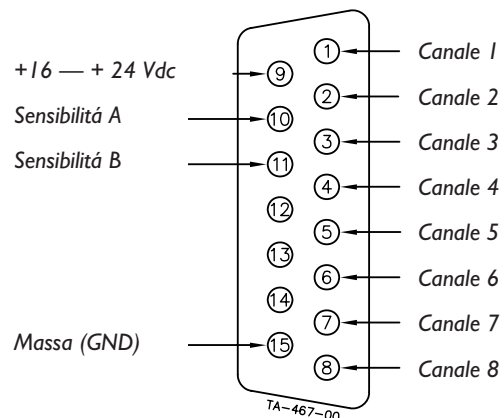 +16 — + 24 Vdc
9
1
Canale 1
Sensibilitá A
10
2
Canale 2
Sensibilitá B
11
3
Canale 3
12
4
Canale 4
13
5
Canale 5
14
6
Canale 6
Massa (GND)
15
7
Canale 7
8
Canale 8
TA-467-00